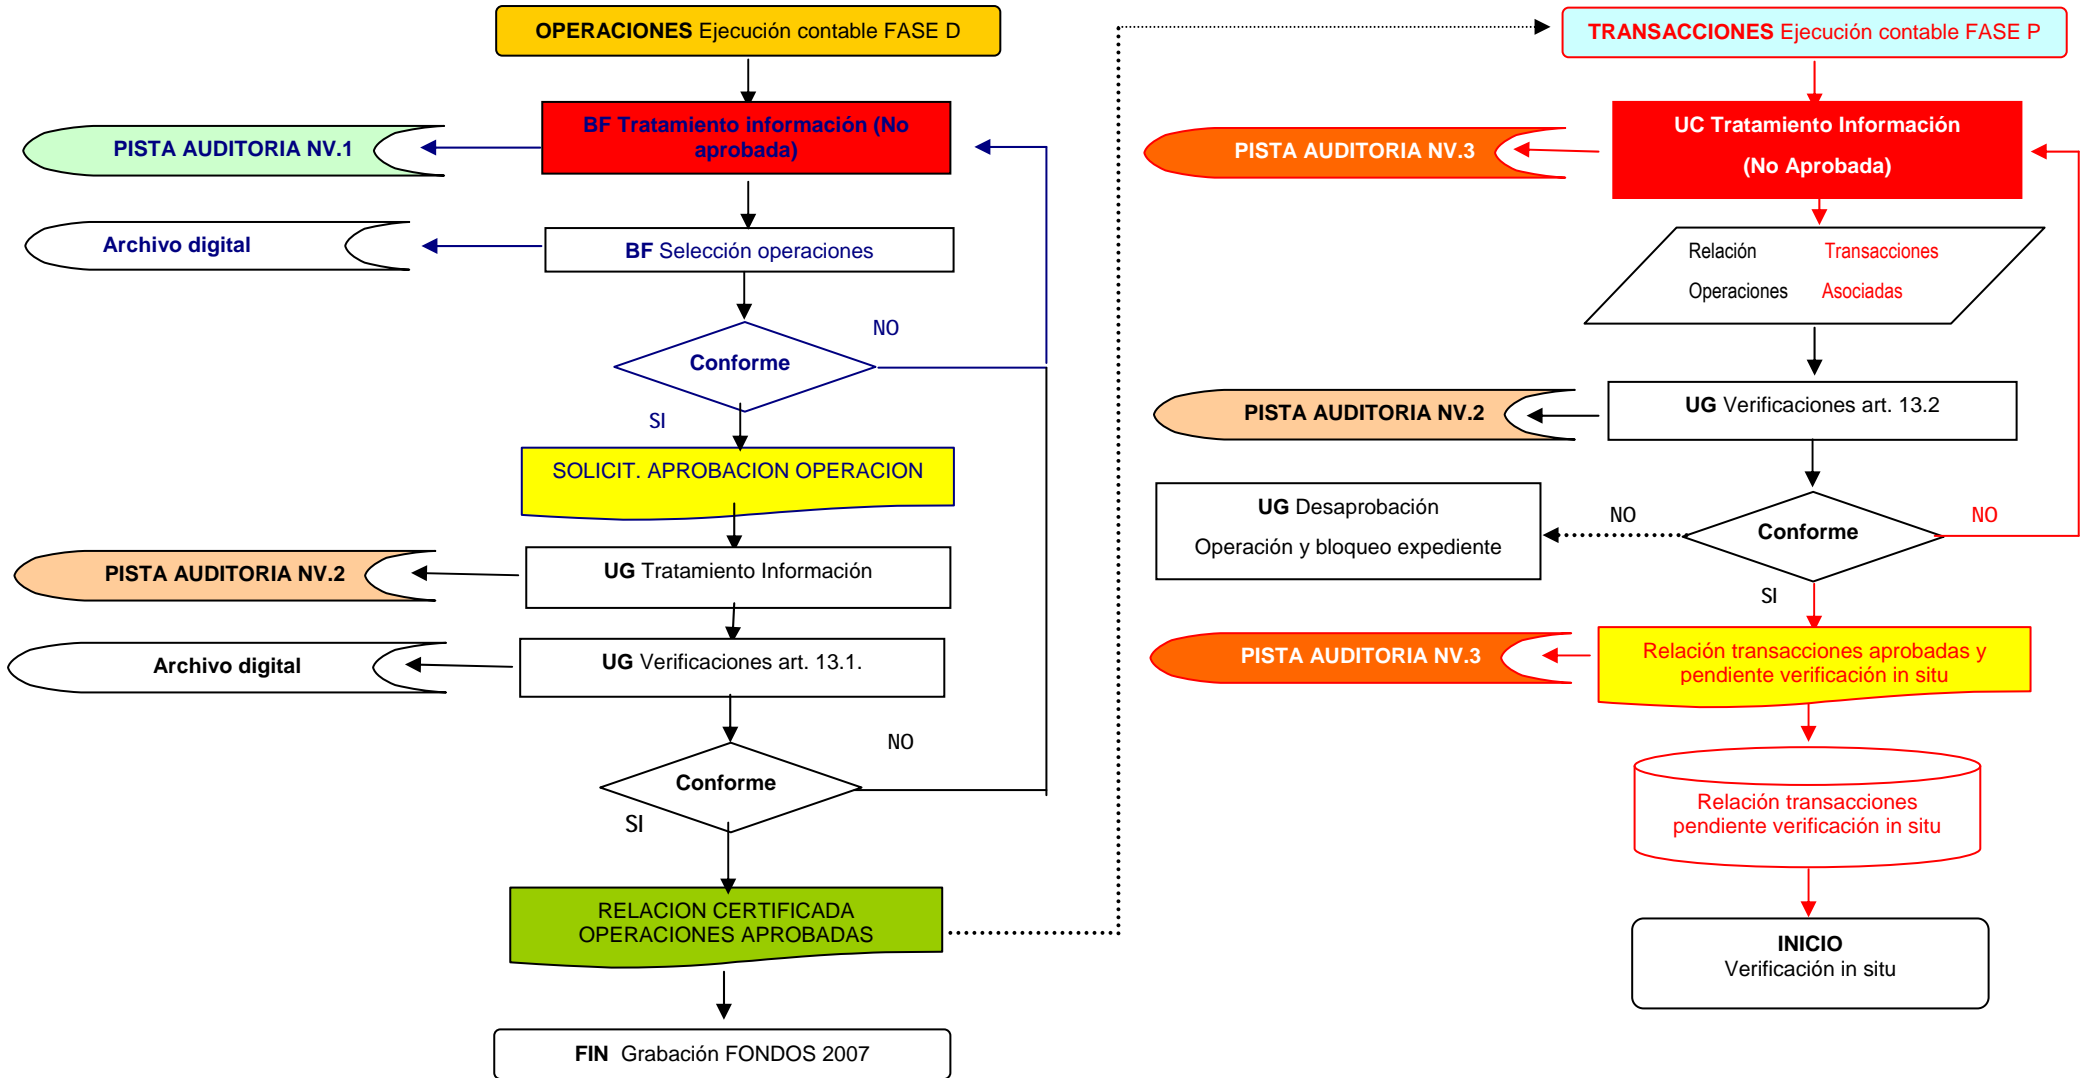 OPERACIONES Ejecución contable FASE D
BF Tratamiento información (No
aprobada)
PISTA AUDITORIA NV.1
BF Selección operaciones
Archivo digital
Conforme
NO
SI
SOLICIT. APROBACION OPERACION
UG Tratamiento Información
PISTA AUDITORIA NV.2
UG Verificaciones art. 13.1.
Archivo digital
Conforme
NO
SI
RELACION CERTIFICADA
OPERACIONES APROBADAS
FIN Grabación FONDOS 2007
TRANSACCIONES Ejecución contable FASE P
UC Tratamiento Información
(No Aprobada)
PISTA AUDITORIA NV.3
Relación Transacciones
Operaciones Asociadas
UG Verificaciones art. 13.2
PISTA AUDITORIA NV.2
Conforme
NO
NO
UG Desaprobación
Operación y bloqueo expediente
SI
Relación transacciones aprobadas y
pendiente verificación in situ
PISTA AUDITORIA NV.3
Relación transacciones
pendiente verificación in situ
INICIO
Verificación in situ